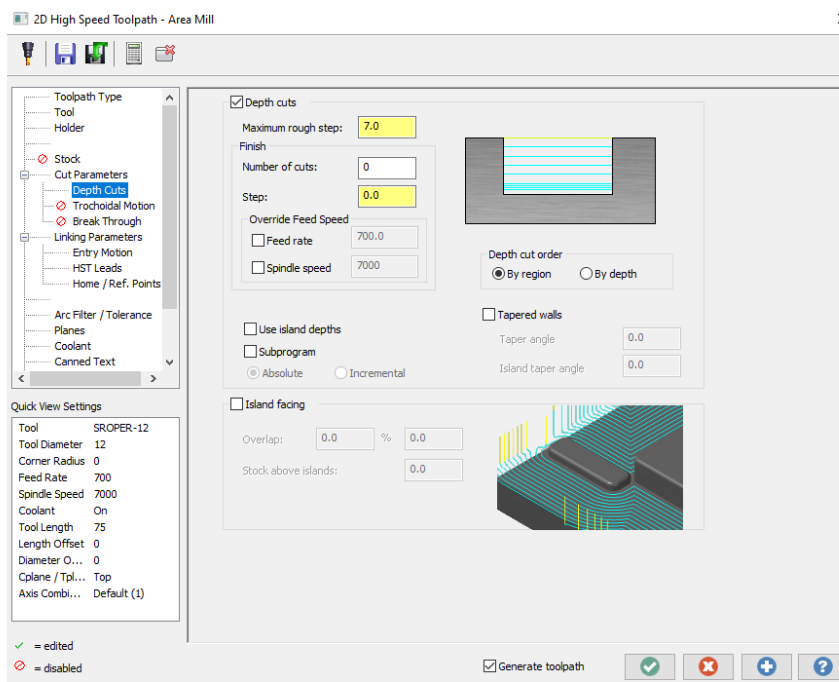 2D High Speed Toolpath - Area Mill
Toolpath Type
Tool
Holder
Stock
Cut Parameters
Depth Cuts
Trochoidal Motion
Break Through
Linking Parameters
Entry Motion
HST Leads
Home / Ref. Points
Arc Filter / Tolerance
Planes
Coolant
Canned Text
Quick View Settings
Tool SROPER-12
Tool Diameter 12
Corner Radius 0
Feed Rate 700
Spindle Speed 7000
Coolant On
Tool Length 75
Length Offset 0
Diameter O... 0
Cplane / Tpl... Top
Axis Combi... Default (1)
= edited
= disabled
Depth cuts
Maximum rough step: 7.0
Finish
Number of cuts: 0
Step: 0.0
Override Feed Speed
Feed rate 700.0
Spindle speed 7000
Depth cut order
By region By depth
Use island depths
Subprogram
Absolute Incremental
Tapered walls
Taper angle 0.0
Island taper angle 0.0
Island facing
Overlap: 0.0 % 0.0
Stock above islands: 0.0
Generate toolpath